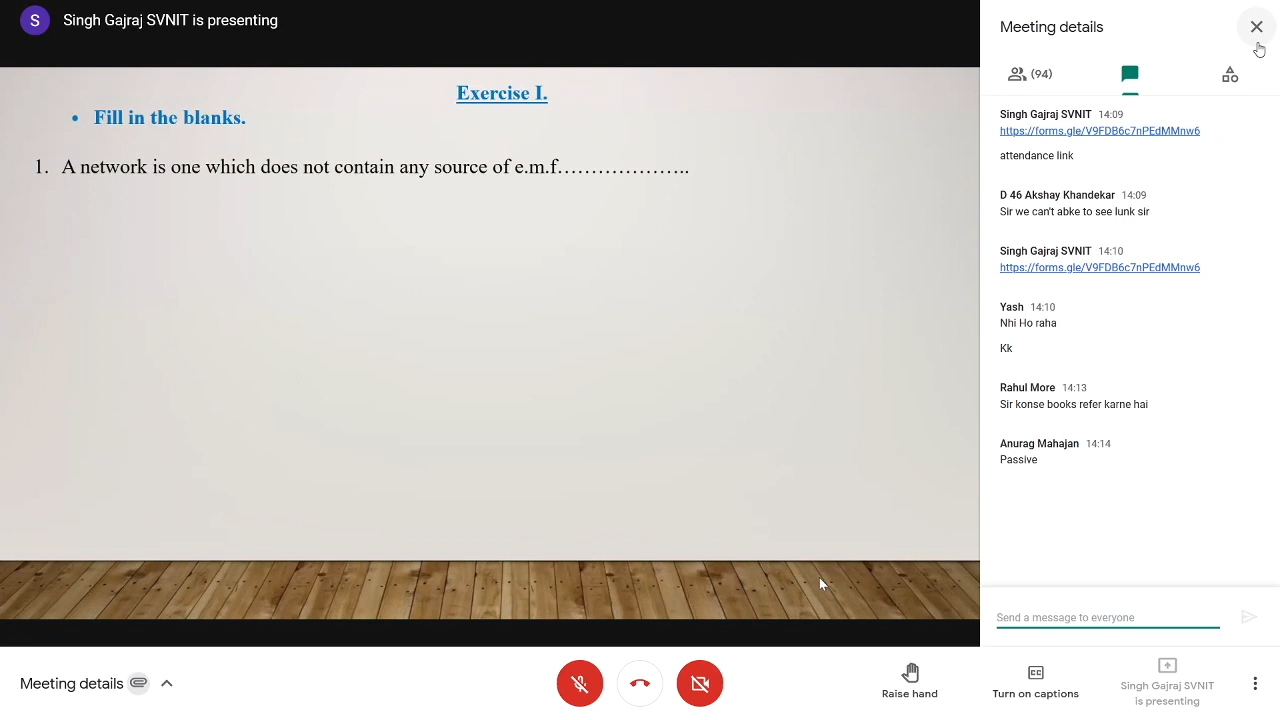 S Singh Gajraj SVNIT is presenting
Exercise I.
• Fill in the blanks.
1. A network is one which does not contain any source of e.m.f………………..
Meeting details
(94)
Singh Gajraj SVNIT 14:09
https://forms.gle/V9FDB6c7nPEdMMnw6
attendance link
D 46 Akshay Khandekar 14:09
Sir we can't abke to see lunk sir
Singh Gajraj SVNIT 14:10
https://forms.gle/V9FDB6c7nPEdMMnw6
Yash 14:10
Nhi Ho raha
Kk
Rahul More 14:13
Sir konse books refer karne hai
Anurag Mahajan 14:14
Passive
Send a message to everyone
Meeting details
Raise hand
CC
Turn on captions
Singh Gajraj SVNIT
is presenting